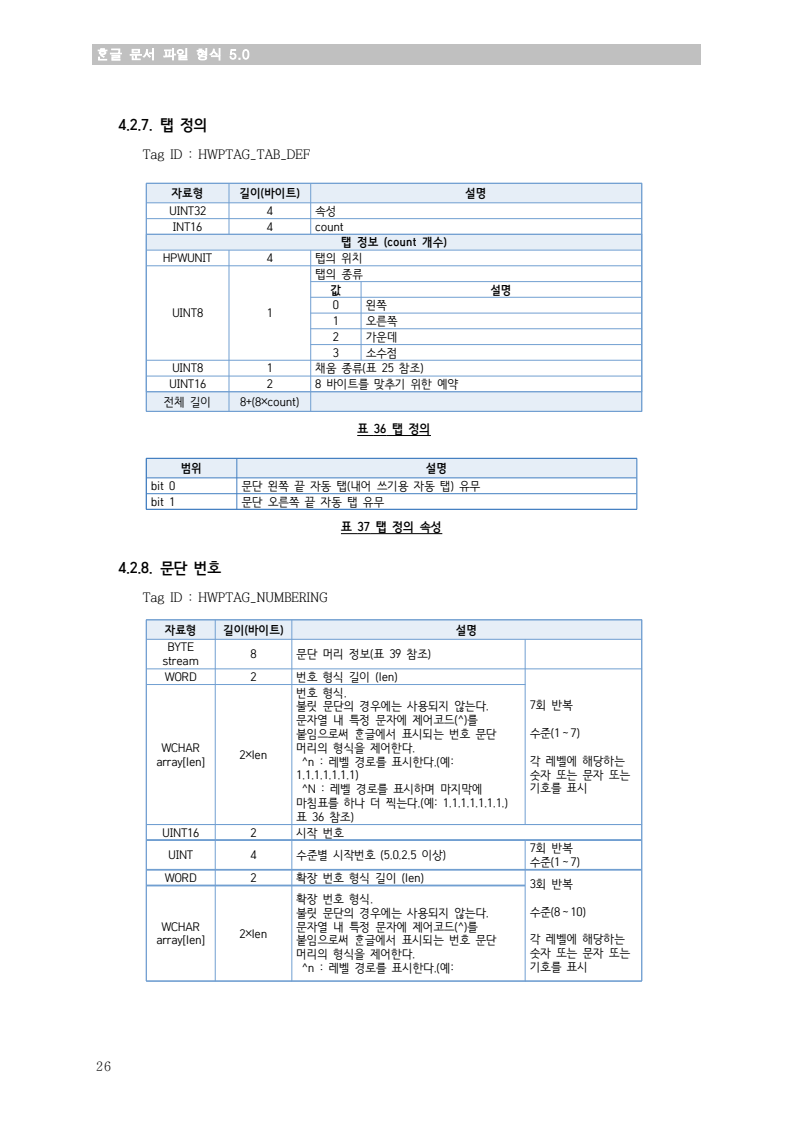 흔글 문서 파일 형식 5.0
4.2.7. 탭 정의
Tag ID : HWPTAG_TAB_DEF
자료형 길이(바이트) 설명
UINT32 4 속성
INT16 4 count
탭 정보 (count 개수)
HPWUNIT 4 탭의 위치
UINT8 1 탭의 종류
값 설명
0 왼쪽
1 오른쪽
2 가운데
3 소수점
UINT8 1 채움 종류(표 25 참조)
UINT16 2 8 바이트를 맞추기 위한 예약
전체 길이 8+(8×count)
표 36 탭 정의
범위 설명
bit 0 문단 왼쪽 끝 자동 탭(내어 쓰기용 자동 탭) 유무
bit 1 문단 오른쪽 끝 자동 탭 유무
표 37 탭 정의 속성
4.2.8. 문단 번호
Tag ID : HWPTAG_NUMBERING
자료형 길이(바이트) 설명
BYTE
stream 8 문단 머리 정보(표 39 참조)
WORD 2 번호 형식 길이 (len)
WCHAR
array[len] 2×len
번호 형식.
불릿 문단의 경우에는 사용되지 않는다.
문자열 내 특정 문자에 제어코드(^)를
붙임으로써 흔글에서 표시되는 번호 문단
머리의 형식을 제어한다.
^n : 레벨 경로를 표시한다.(예:
1.1.1.1.1.1.1)
^N : 레벨 경로를 표시하며 마지막에
마침표를 하나 더 찍는다.(예: 1.1.1.1.1.1.1.)
표 36 참조)
7회 반복
수준(1~7)
각 레벨에 해당하는
숫자 또는 문자 또는
기호를 표시
UINT16 2 시작 번호
UINT 4 수준별 시작번호 (5.0.2.5 이상)
7회 반복
수준(1~7)
WORD 2 확장 번호 형식 길이 (len)
WCHAR
array[len] 2×len
확장 번호 형식.
불릿 문단의 경우에는 사용되지 않는다.
문자열 내 특정 문자에 제어코드(^)를
붙임으로써 흔글에서 표시되는 번호 문단
머리의 형식을 제어한다.
^n : 레벨 경로를 표시한다.(예:
3회 반복
수준(8~10)
각 레벨에 해당하는
숫자 또는 문자 또는
기호를 표시
26